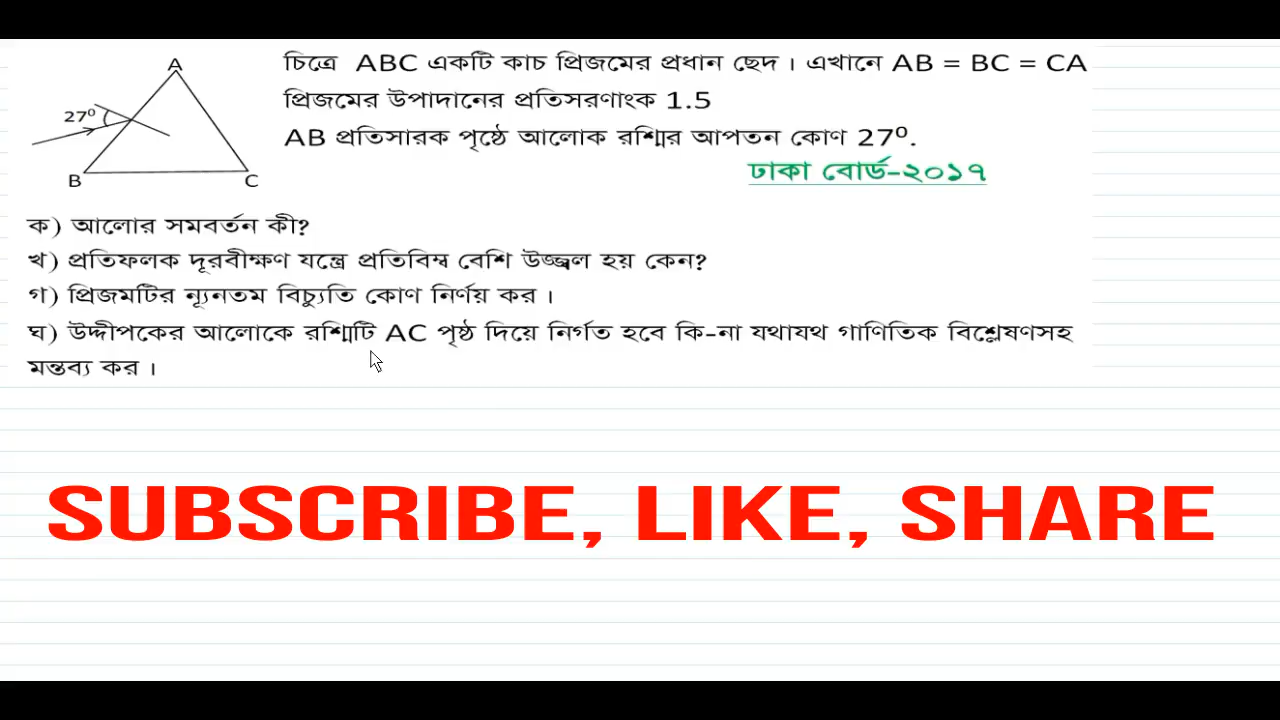 চিত্রে ABC একটি কাচ প্রিজমের প্রধান ছেদ। এখানে AB = BC = CA
প্রিজমের উপাদানের প্রতিসরণাংক 1.5
AB প্রতিসারক পৃষ্ঠে আলোক রশ্মির আপতন কোণ 27⁰.
ঢাকা বোর্ড-২০১৭
A
27⁰
B
C
ক) আলোর সমবর্তন কী?
খ) প্রতিফলক দূরবীক্ষণ যন্ত্রে প্রতিবিম্ব বেশি উজ্জ্বল হয় কেন?
গ) প্রিজমটির ন্যূনতম বিচ্যুতি কোণ নির্ণয় কর।
ঘ) উদ্দীপকের আলোকে রশ্মিটি AC পৃষ্ঠ দিয়ে নির্গত হবে কি-না যথাযথ গাণিতিক বিশ্লেষণসহ
মন্তব্য কর।
SUBSCRIBE, LIKE, SHARE